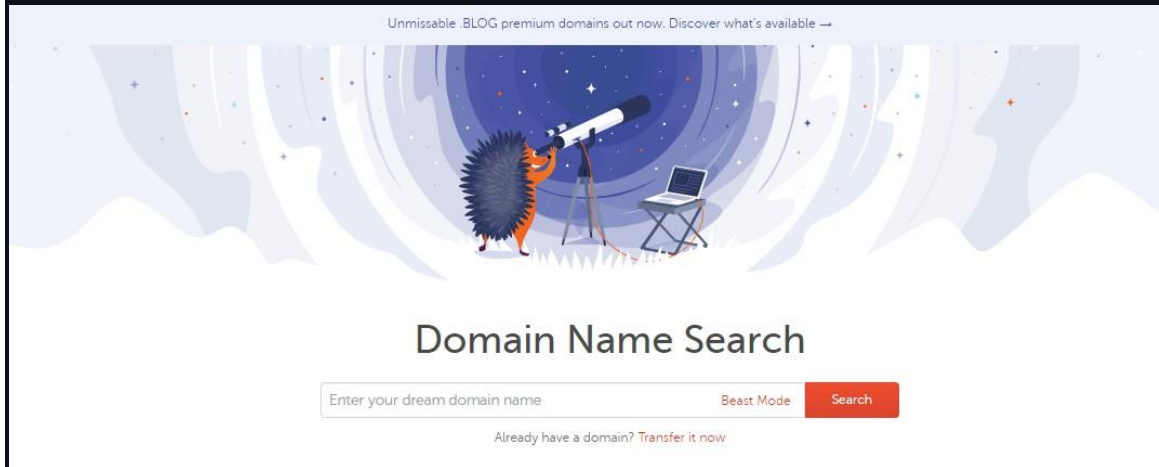 Unmissable .BLOG premium domains out now. Discover what's available →
Domain Name Search
Enter your dream domain name Beast Mode Search
Already have a domain? Transfer it now